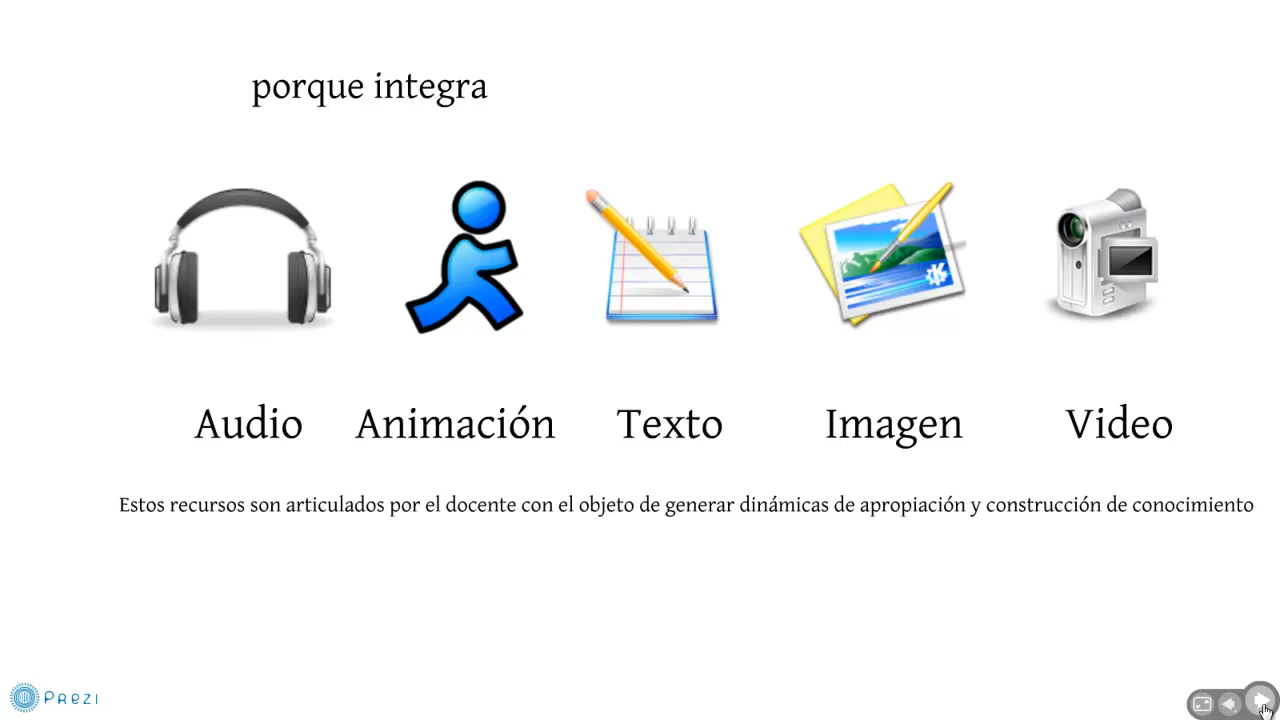 porque integra
Audio Animación Texto Imagen Video
Estos recursos son articulados por el docente con el objeto de generar dinámicas de apropiación y construcción de conocimiento
PREZI